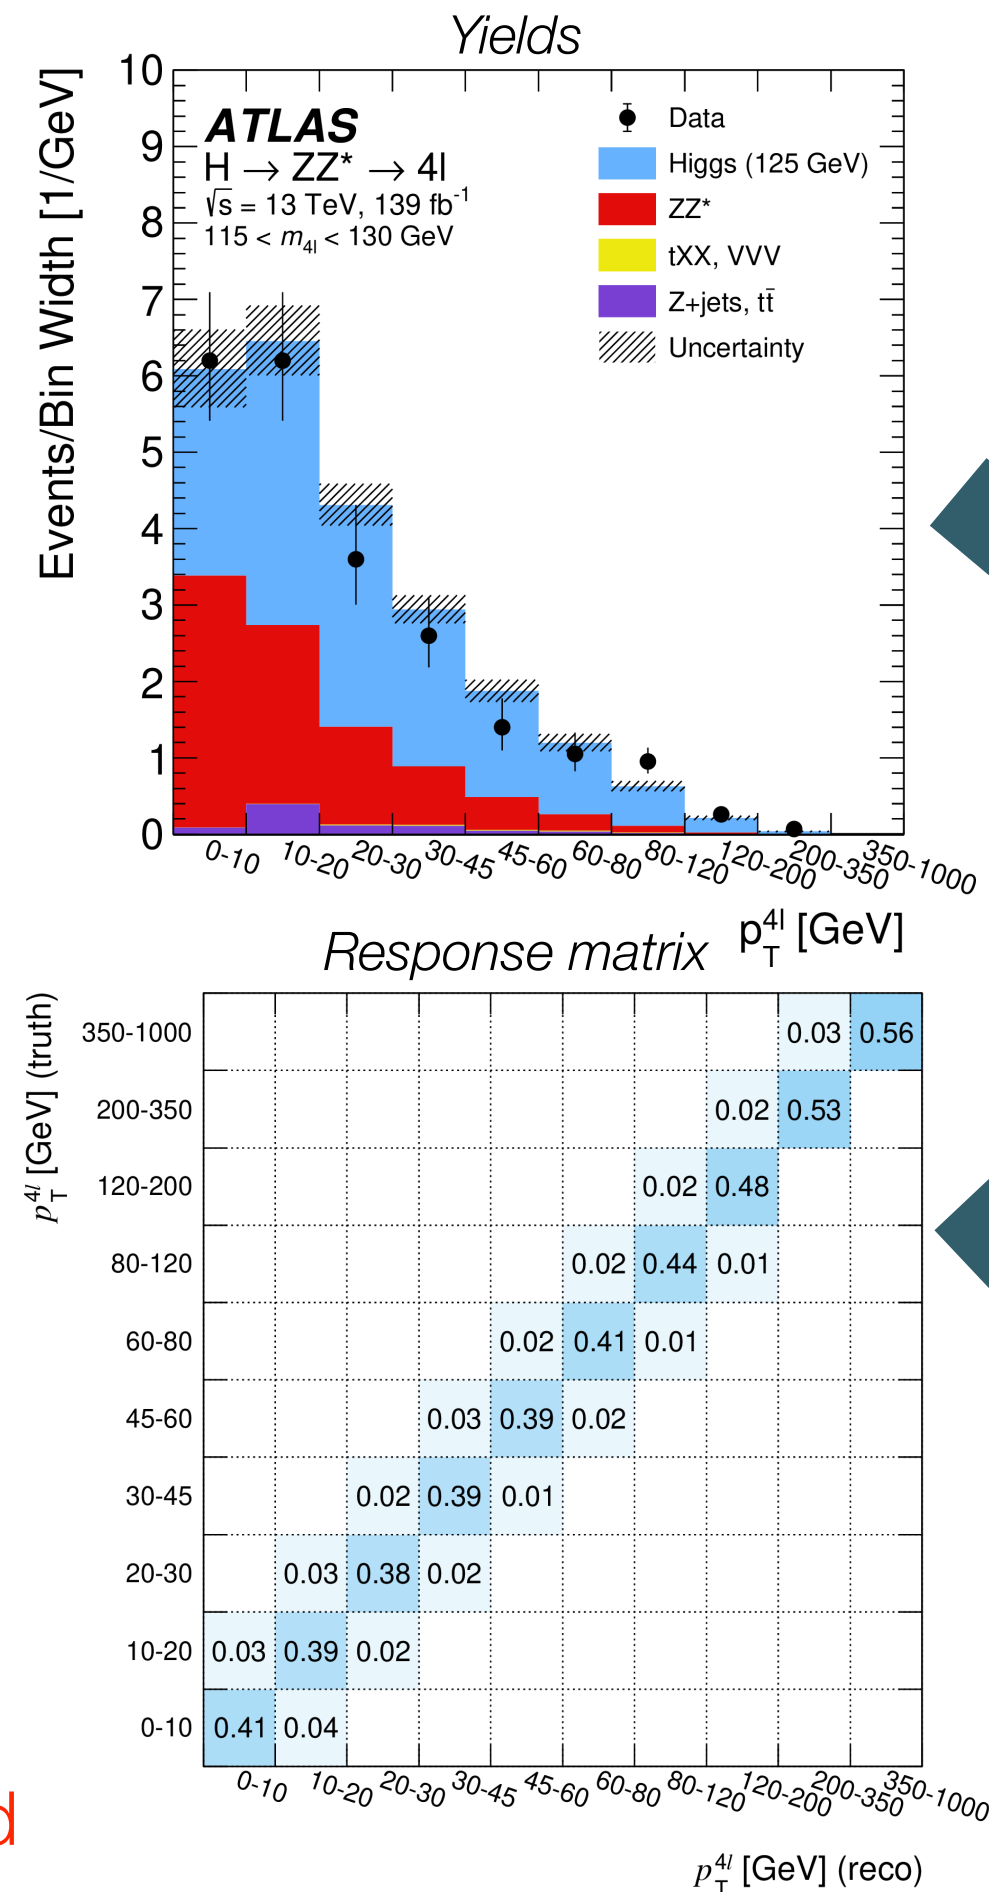 Yields
Events/Bin Width [1/GeV]
10
9
8
7
6
5
4
3
2
1
0
ATLAS
H → ZZ* → 4l
√s = 13 TeV, 139 fb⁻¹
115 < m₄ₗ < 130 GeV
Data
Higgs (125 GeV)
ZZ*
tXX, VVV
Z+jets, tt̄
Uncertainty
0-10 10-20 20-30 30-45 45-60 60-80 80-120 120-200 200-350 350-1000
p_T^4l [GeV]
Response matrix
p_T^4l [GeV] (truth)
350-1000 0.03 0.56
200-350 0.02 0.53
120-200 0.02 0.48
80-120 0.02 0.44 0.01
60-80 0.02 0.41 0.01
45-60 0.03 0.39 0.02
30-45 0.02 0.39 0.01
20-30 0.03 0.38 0.02
10-20 0.03 0.39 0.02
0-10 0.41 0.04
0-10 10-20 20-30 30-45 45-60 60-80 80-120 120-200 200-350 350-1000
d
p_T^4l [GeV] (reco)